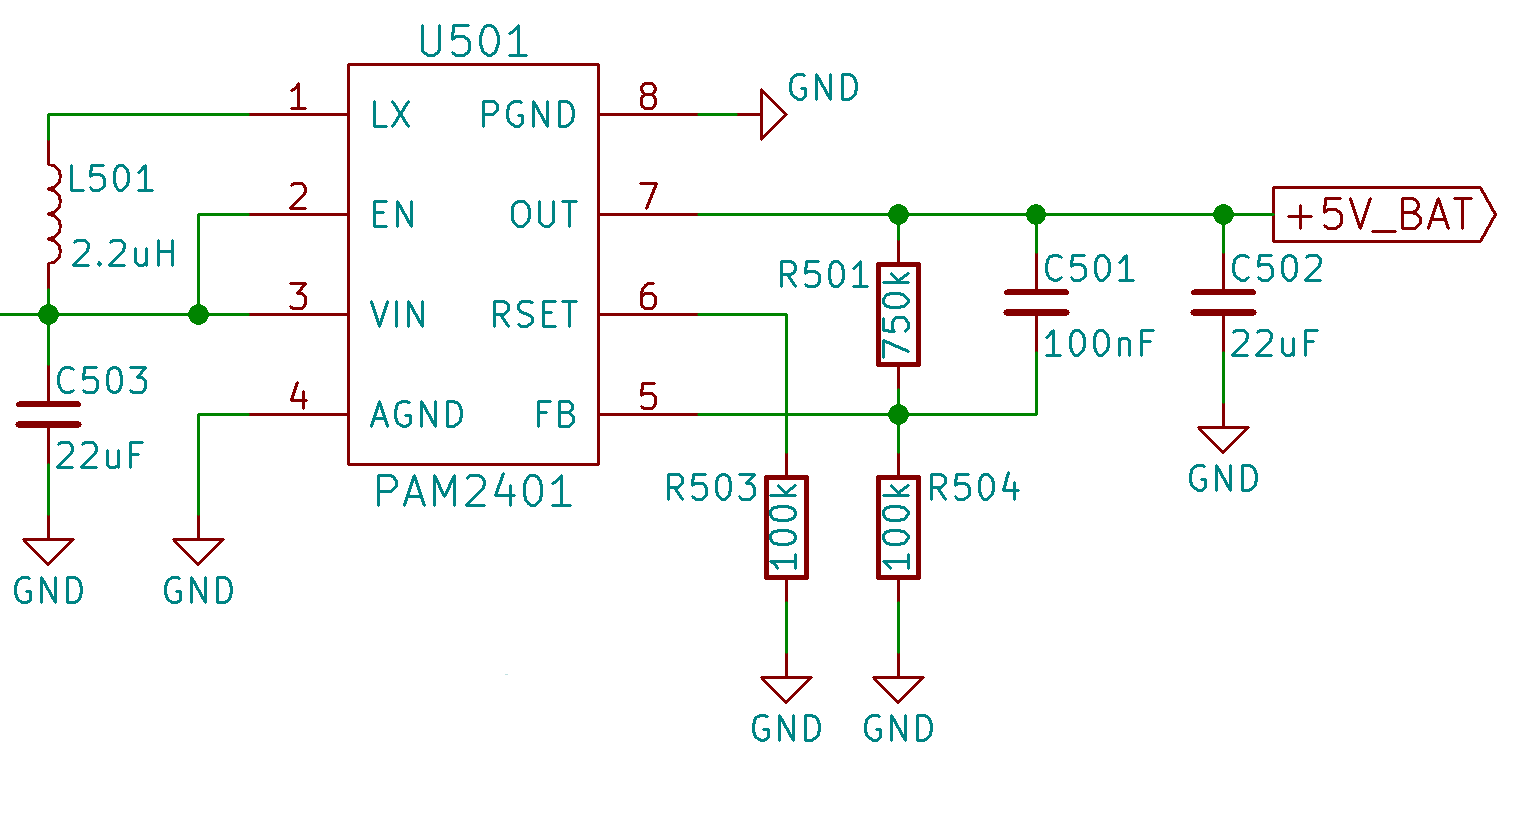 U501
1
LX
PGND
8
GND
L501
2.2uH
2
EN
OUT
7
+5V_BAT
3
VIN
RSET
6
R501
750k
C501
100nF
C502
22uF
4
AGND
FB
5
C503
22uF
PAM2401
R503
100k
R504
100k
GND
GND
GND
GND
GND